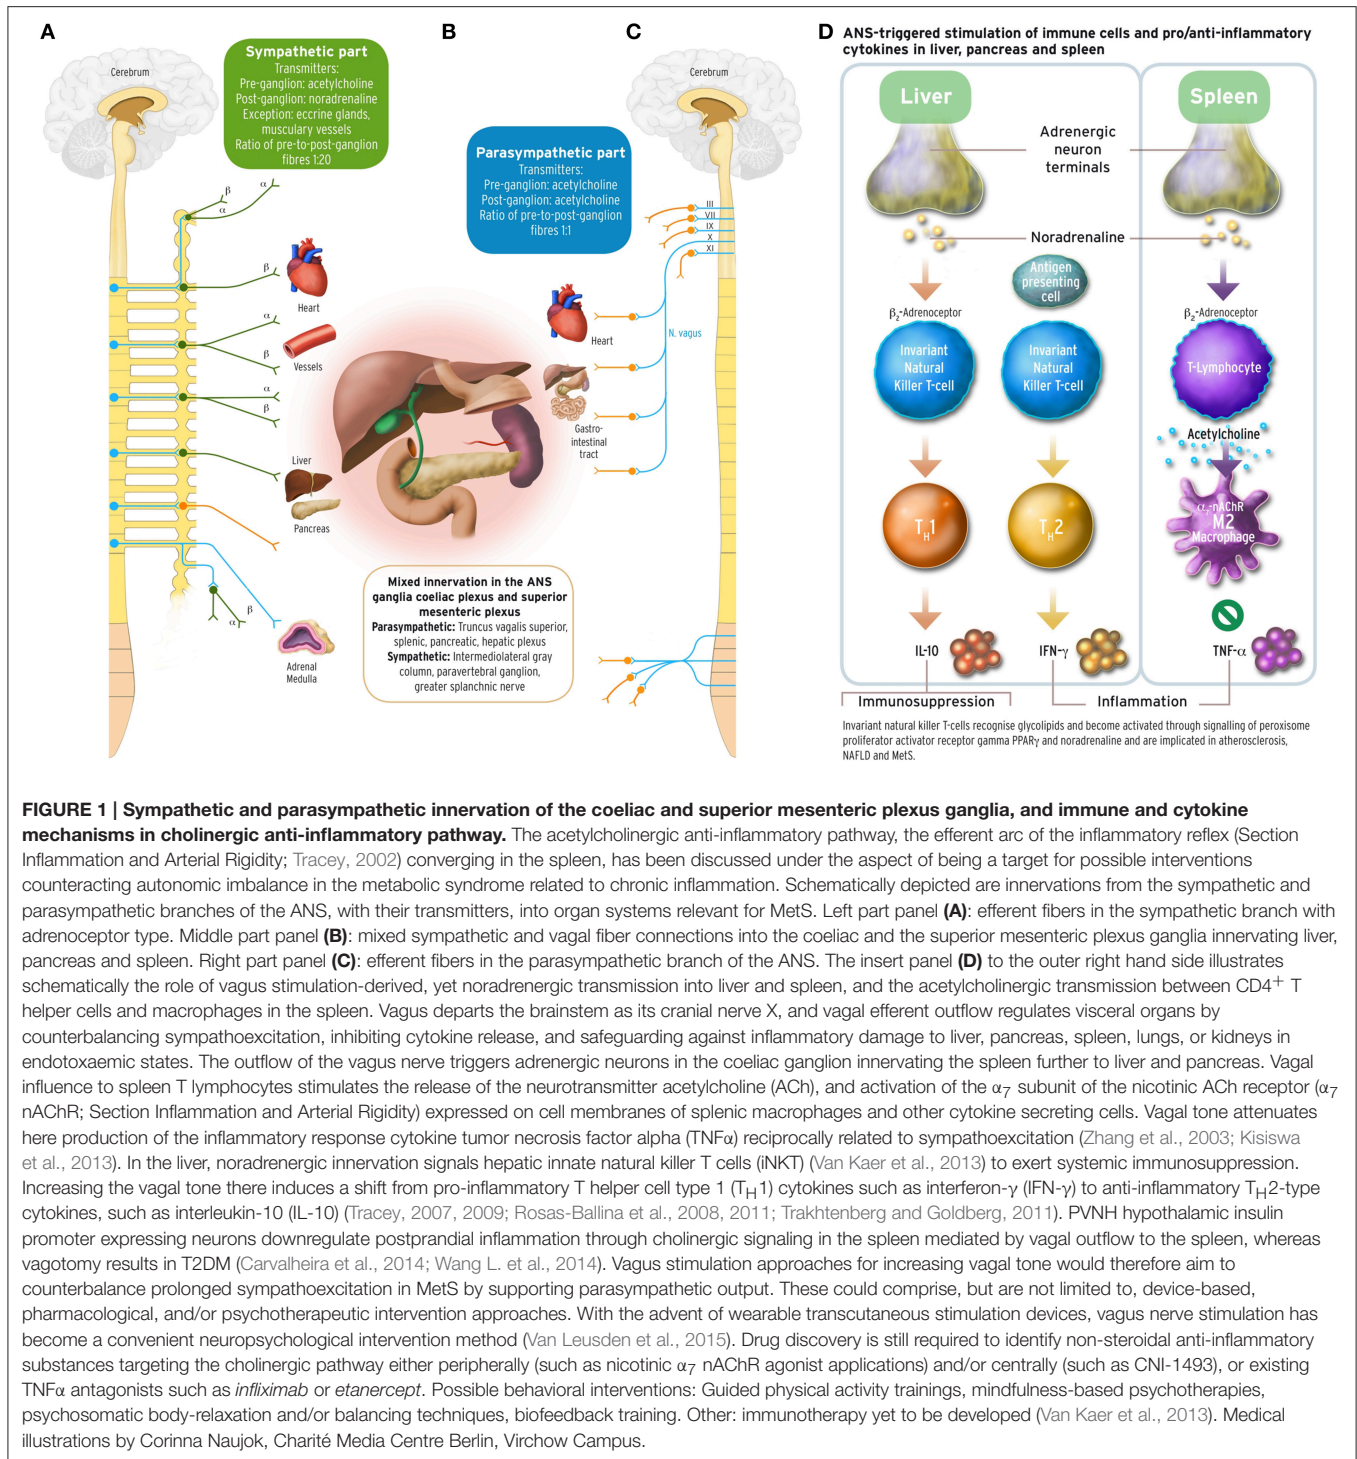 A
B
C
D
Cerebrum
Sympathetic part
Transmitters:
Pre-ganglion: acetylcholine
Post-ganglion: noradrenaline
Exception: eccrine glands,
musculary vessels
Ratio of pre-to-post-ganglion
fibres 1:20
β
α
α
β
Heart
α
β
Vessels
α
β
Liver
Pancreas
β
α
Adrenal
Medulla
Parasympathetic part
Transmitters:
Pre-ganglion: acetylcholine
Post-ganglion: acetylcholine
Ratio of pre-to-post-ganglion
fibres 1:1
Mixed innervation in the ANS
ganglia coeliac plexus and superior
mesenteric plexus
Parasympathetic: Truncus vagalis superior,
splenic, pancreatic, hepatic plexus
Sympathetic: Intermediolateral gray
column, paravertebral ganglion,
greater splanchnic nerve
Cerebrum
III
VII
IX
X
XI
Heart
N. vagus
Gastro-
intestinal
tract
ANS-triggered stimulation of immune cells and pro/anti-inflammatory
cytokines in liver, pancreas and spleen
Liver
Spleen
Adrenergic
neuron
terminals
Noradrenaline
Antigen
presenting
cell
β₂-Adrenoceptor
β₂-Adrenoceptor
Invariant
Natural
Killer T-cell
Invariant
Natural
Killer T-cell
T-Lymphocyte
Acetylcholine
T_H1
T_H2
α₇-nAChR
M2
Macrophage
IL-10
IFN-γ
TNF-α
Immunosuppression
Inflammation
Invariant natural killer T-cells recognise glycolipids and become activated through signalling of peroxisome
proliferator activator receptor gamma PPARγ and noradrenaline and are implicated in atherosclerosis,
NAFLD and MetS.
FIGURE 1 | Sympathetic and parasympathetic innervation of the coeliac and superior mesenteric plexus ganglia, and immune and cytokine
mechanisms in cholinergic anti-inflammatory pathway. The acetylcholinergic anti-inflammatory pathway, the efferent arc of the inflammatory reflex (Section
Inflammation and Arterial Rigidity; Tracey, 2002) converging in the spleen, has been discussed under the aspect of being a target for possible interventions
counteracting autonomic imbalance in the metabolic syndrome related to chronic inflammation. Schematically depicted are innervations from the sympathetic and
parasympathetic branches of the ANS, with their transmitters, into organ systems relevant for MetS. Left part panel (A): efferent fibers in the sympathetic branch with
adrenoceptor type. Middle part panel (B): mixed sympathetic and vagal fiber connections into the coeliac and the superior mesenteric plexus ganglia innervating liver,
pancreas and spleen. Right part panel (C): efferent fibers in the parasympathetic branch of the ANS. The insert panel (D) to the outer right hand side illustrates
schematically the role of vagus stimulation-derived, yet noradrenergic transmission into liver and spleen, and the acetylcholinergic transmission between CD4⁺ T
helper cells and macrophages in the spleen. Vagus departs the brainstem as its cranial nerve X, and vagal efferent outflow regulates visceral organs by
counterbalancing sympathoexcitation, inhibiting cytokine release, and safeguarding against inflammatory damage to liver, pancreas, spleen, lungs, or kidneys in
endotoxaemic states. The outflow of the vagus nerve triggers adrenergic neurons in the coeliac ganglion innervating the spleen further to liver and pancreas. Vagal
influence to spleen T lymphocytes stimulates the release of the neurotransmitter acetylcholine (ACh), and activation of the α₇ subunit of the nicotinic ACh receptor (α₇
nAChR; Section Inflammation and Arterial Rigidity) expressed on cell membranes of splenic macrophages and other cytokine secreting cells. Vagal tone attenuates
here production of the inflammatory response cytokine tumor necrosis factor alpha (TNFα) reciprocally related to sympathoexcitation (Zhang et al., 2003; Kisiswa
et al., 2013). In the liver, noradrenergic innervation signals hepatic innate natural killer T cells (iNKT) (Van Kaer et al., 2013) to exert systemic immunosuppression.
Increasing the vagal tone there induces a shift from pro-inflammatory T helper cell type 1 (T_H1) cytokines such as interferon-γ (IFN-γ) to anti-inflammatory T_H2-type
cytokines, such as interleukin-10 (IL-10) (Tracey, 2007, 2009; Rosas-Ballina et al., 2008, 2011; Trakhtenberg and Goldberg, 2011). PVNH hypothalamic insulin
promoter expressing neurons downregulate postprandial inflammation through cholinergic signaling in the spleen mediated by vagal outflow to the spleen, whereas
vagotomy results in T2DM (Carvalheira et al., 2014; Wang L. et al., 2014). Vagus stimulation approaches for increasing vagal tone would therefore aim to
counterbalance prolonged sympathoexcitation in MetS by supporting parasympathetic output. These could comprise, but are not limited to, device-based,
pharmacological, and/or psychotherapeutic intervention approaches. With the advent of wearable transcutaneous stimulation devices, vagus nerve stimulation has
become a convenient neuropsychological intervention method (Van Leusden et al., 2015). Drug discovery is still required to identify non-steroidal anti-inflammatory
substances targeting the cholinergic pathway either peripherally (such as nicotinic α₇ nAChR agonist applications) and/or centrally (such as CNI-1493), or existing
TNFα antagonists such as infliximab or etanercept. Possible behavioral interventions: Guided physical activity trainings, mindfulness-based psychotherapies,
psychosomatic body-relaxation and/or balancing techniques, biofeedback training. Other: immunotherapy yet to be developed (Van Kaer et al., 2013). Medical
illustrations by Corinna Naujok, Charité Media Centre Berlin, Virchow Campus.